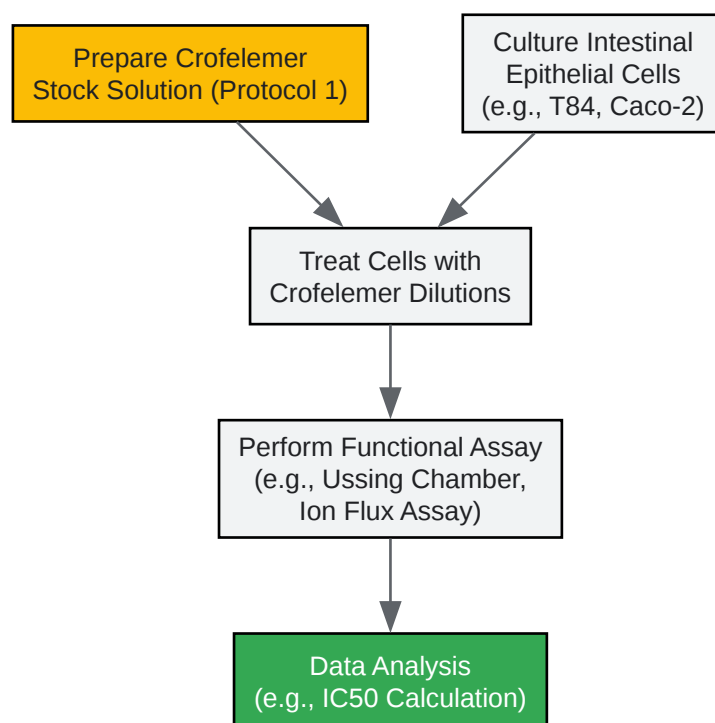 Prepare Crofelemer
Stock Solution (Protocol 1)
Culture Intestinal
Epithelial Cells
(e.g., T84, Caco-2)
Treat Cells with
Crofelemer Dilutions
Perform Functional Assay
(e.g., Ussing Chamber,
Ion Flux Assay)
Data Analysis
(e.g., IC50 Calculation)